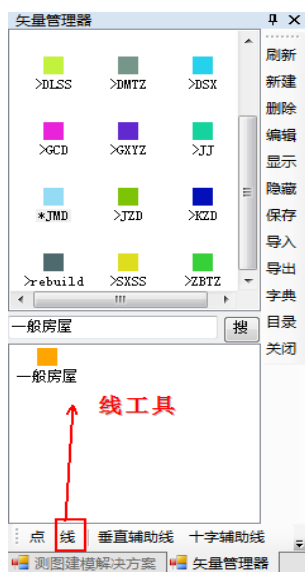 矢量管理器
>DLSS >DMTZ >DSX
>GCD >GXYZ >JJ
*JMD >JZD >KZD
>rebuild >SXSS >ZBTZ
一般房屋 搜
一般房屋
线工具
点 线 垂直辅助线 十字辅助线
测图建模解决方案 矢量管理器
刷新
新建
删除
编辑
显示
隐藏
保存
导入
导出
字典
目录
关闭